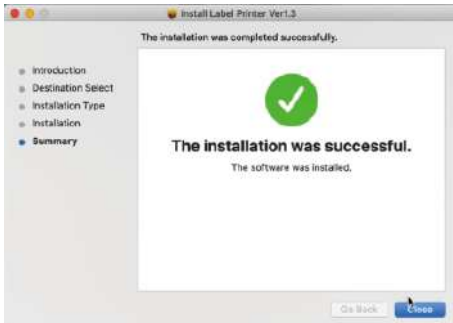 Install Label Printer Ver1.3
The installation was completed successfully.
Introduction
Destination Select
Installation Type
Installation
Summary
The installation was successful.
The software was installed.
Go Back
Close